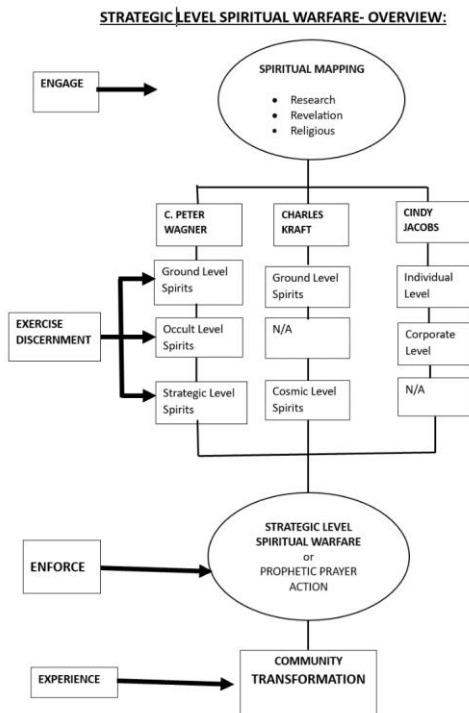 STRATEGIC LEVEL SPIRITUAL WARFARE- OVERVIEW:
ENGAGE
SPIRITUAL MAPPING
• Research
• Revelation
• Religious
C. PETER
WAGNER
CHARLES
KRAFT
CINDY
JACOBS
EXERCISE
DISCERNMENT
Ground Level
Spirits
Ground Level
Spirits
Individual
Level
Occult Level
Spirits
N/A
Corporate
Level
Strategic Level
Spirits
Cosmic Level
Spirits
N/A
ENFORCE
STRATEGIC LEVEL
SPIRITUAL WARFARE
or
PROPHETIC PRAYER
ACTION
EXPERIENCE
COMMUNITY
TRANSFORMATION